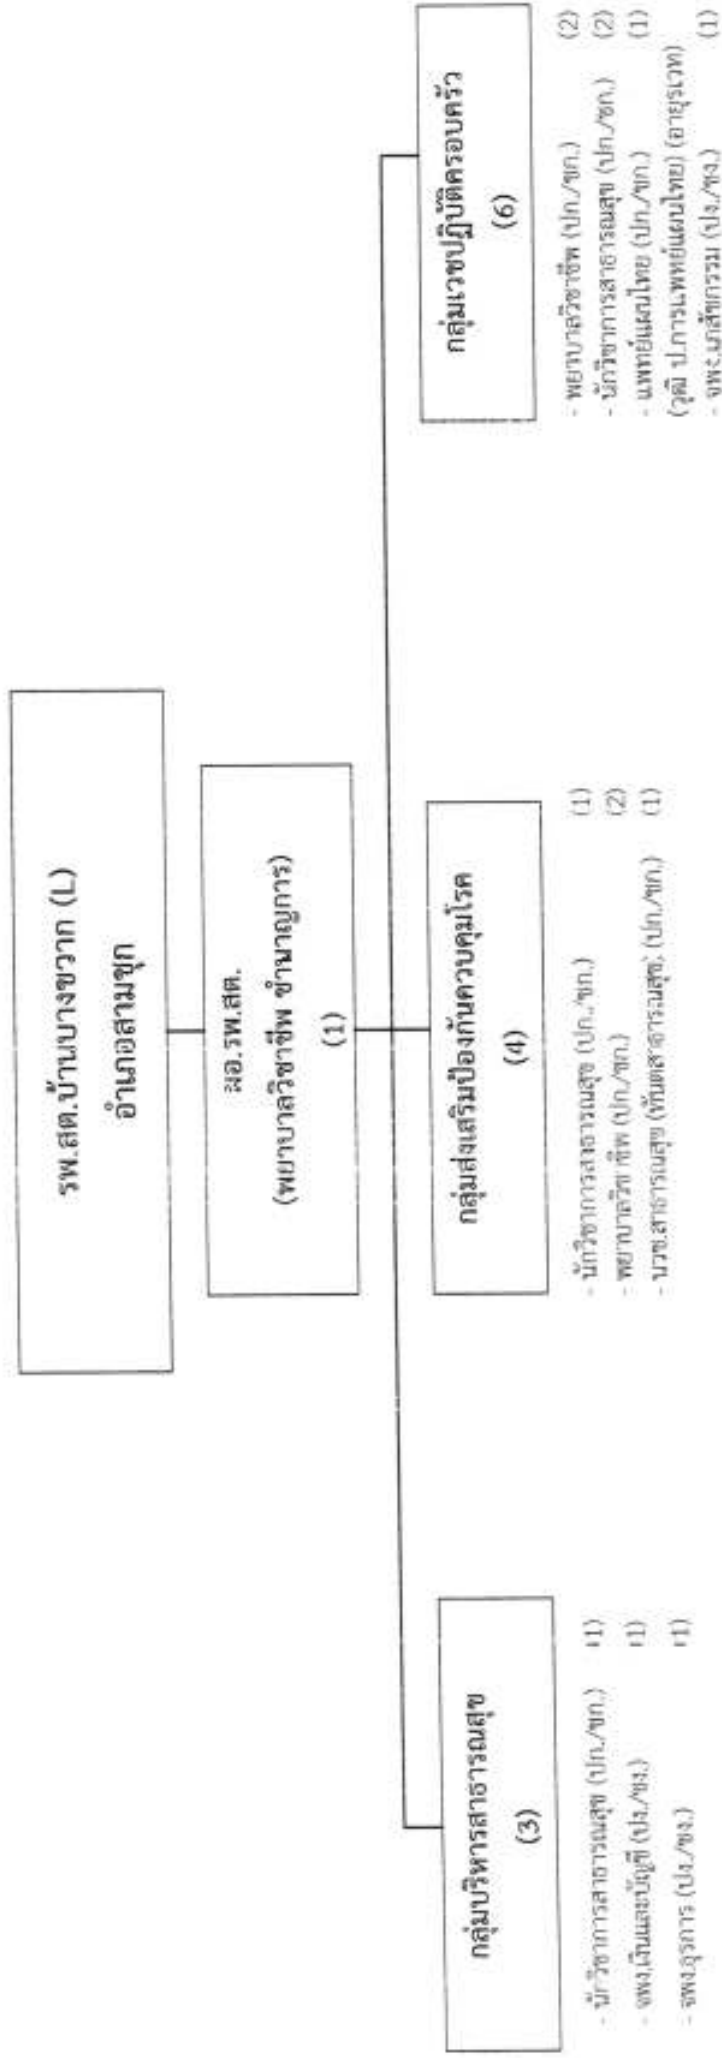 รพ.สต.บ้านบางขวาก (L)
อำเภอสามชุก
ผอ.รพ.สต.
(พยาบาลวิชาชีพ ชำนาญการ)
(1)
กลุ่มบริหารสาธารณสุข
(3)
- นักวิชาการสาธารณสุข (ปก./ชก.) (1)
- จพง.เงินและบัญชี (ปง./ชง.) (1)
- จพง.ธุรการ (ปง./ชง.) (1)
กลุ่มส่งเสริมป้องกันควบคุมโรค
(4)
- นักวิชาการสาธารณสุข (ปก./ชก.) (1)
- พยาบาลวิชาชีพ (ปก./ชก.) (2)
- นวช.สาธารณสุข (ทันตสาธารณสุข) (ปก./ชก.) (1)
กลุ่มเวชปฏิบัติครอบครัว
(6)
- พยาบาลวิชาชีพ (ปก./ชก.) (2)
- นักวิชาการสาธารณสุข (ปก./ชก.) (2)
- แพทย์แผนไทย (ปก./ชก.) (1)
(วุฒิ ป.การแพทย์แผนไทย) (อายุรเวท)
- จพง.เภสัชกรรม (ปง./ชง.) (1)